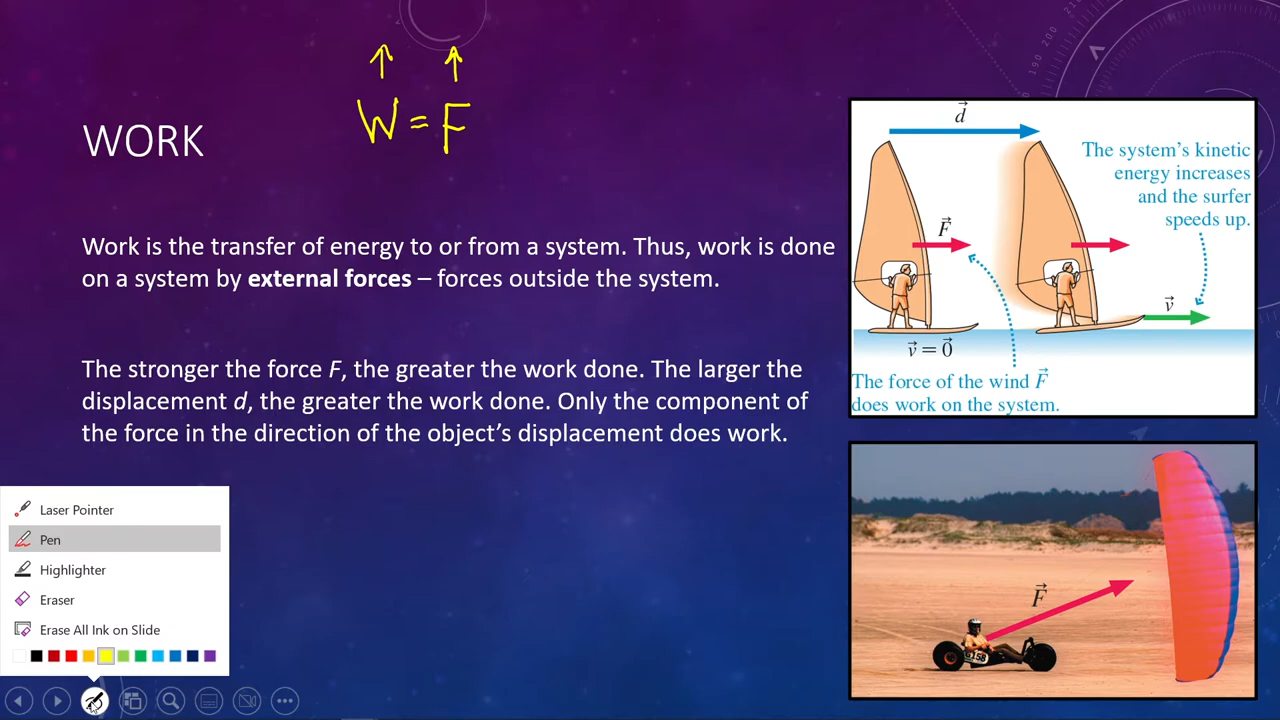 ↑ ↑
W = F
WORK
Work is the transfer of energy to or from a system. Thus, work is done
on a system by external forces – forces outside the system.
The stronger the force F, the greater the work done. The larger the
displacement d, the greater the work done. Only the component of
the force in the direction of the object's displacement does work.
d⃗
The system's kinetic
energy increases
and the surfer
speeds up.
F⃗
v⃗
v⃗ = 0⃗
The force of the wind F⃗
does work on the system.
F⃗
158
Laser Pointer
Pen
Highlighter
Eraser
Erase All Ink on Slide
210
200
190